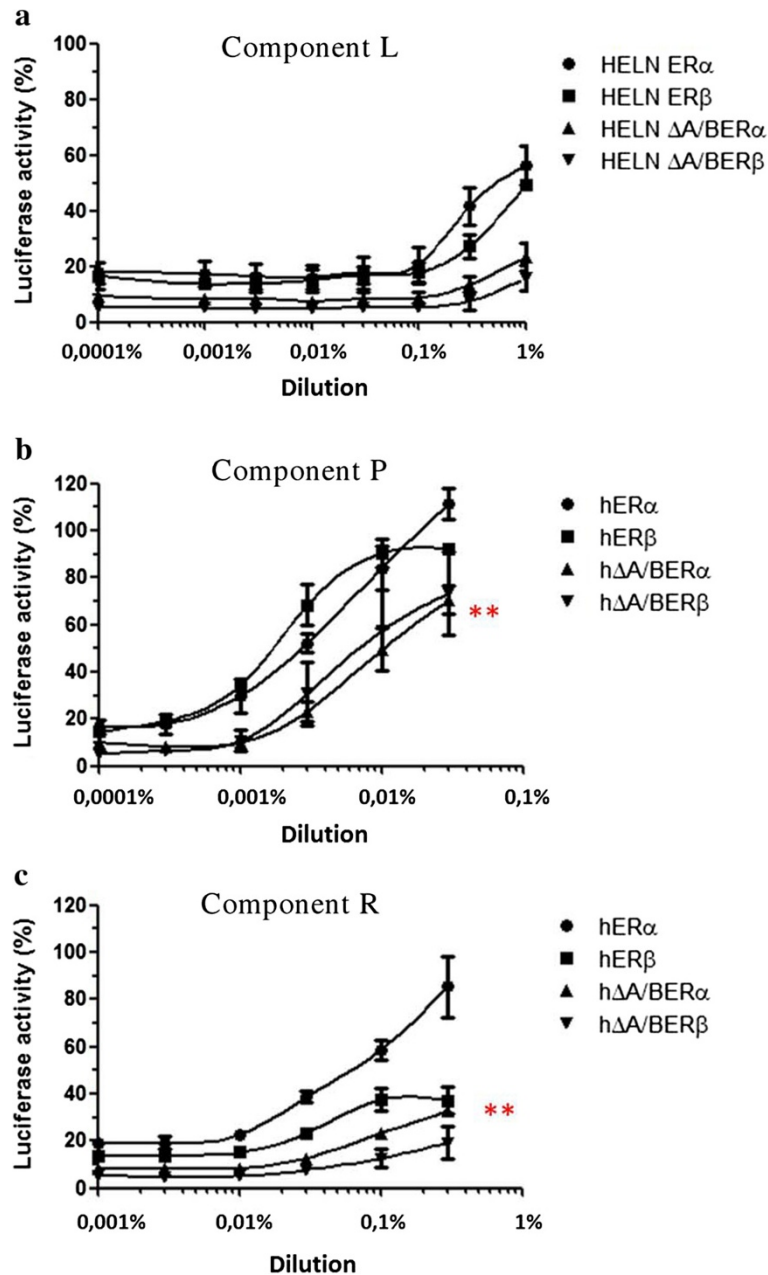 a
Component L
Luciferase activity (%)
100
80
60
40
20
0
0,0001%
0,001%
0,01%
0,1%
1%
Dilution
HELN ERα
HELN ERβ
HELN ΔA/BERα
HELN ΔA/BERβ
b
Component P
Luciferase activity (%)
120
100
80
60
40
20
0
0,0001%
0,001%
0,01%
0,1%
Dilution
hERα
hERβ
hΔA/BERα
hΔA/BERβ
**
c
Component R
Luciferase activity (%)
120
100
80
60
40
20
0
0,001%
0,01%
0,1%
1%
Dilution
hERα
hERβ
hΔA/BERα
hΔA/BERβ
**